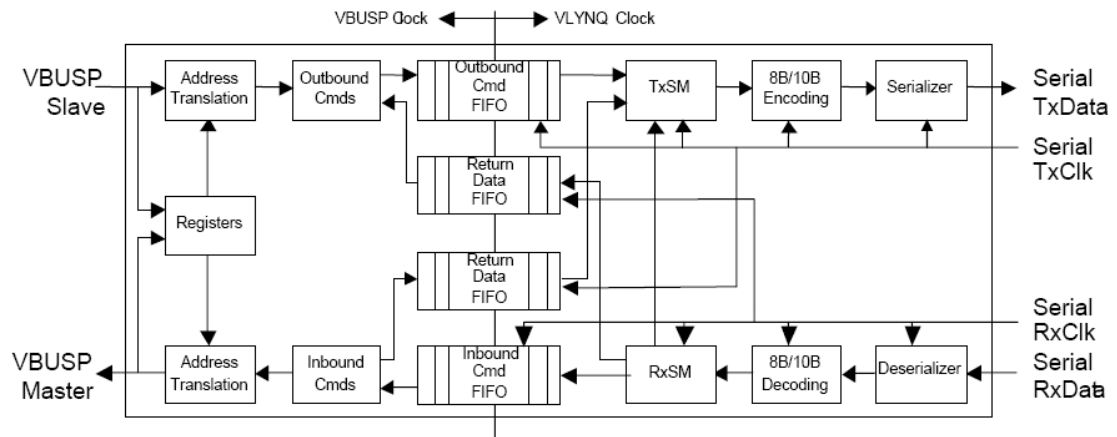 VBUSP Clock
VLYNQ Clock
VBUSP
Slave
Address
Translation
Outbound
Cmds
Outbound
Cmd
FIFO
TxSM
8B/10B
Encoding
Serializer
Serial
TxData
Serial
TxClk
Return
Data
FIFO
Registers
Return
Data
FIFO
Serial
RxClk
VBUSP
Master
Address
Translation
Inbound
Cmds
Inbound
Cmd
FIFO
RxSM
8B/10B
Decoding
Deserializer
Serial
RxData